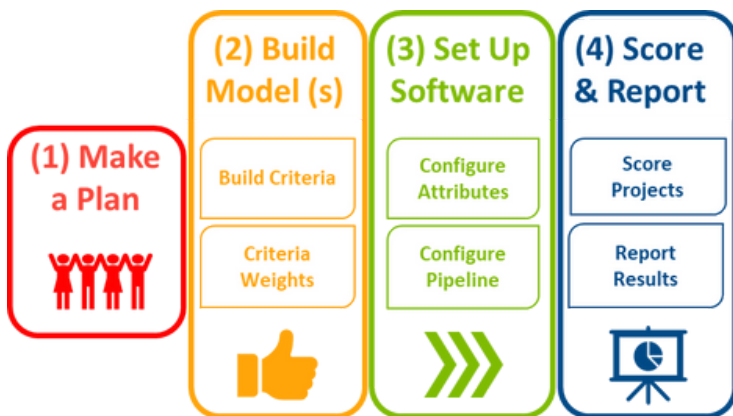 (1) Make
a Plan
(2) Build
Model (s)
Build Criteria
Criteria
Weights
(3) Set Up
Software
Configure
Attributes
Configure
Pipeline
(4) Score
& Report
Score
Projects
Report
Results